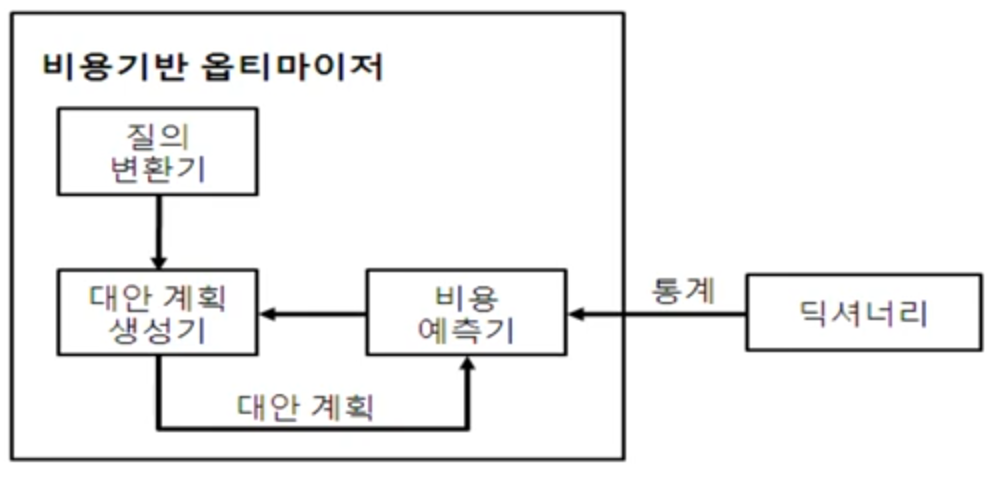 비용기반 옵티마이저
질의
변환기
대안 계획
생성기
비용
예측기
통계
딕셔너리
대안 계획